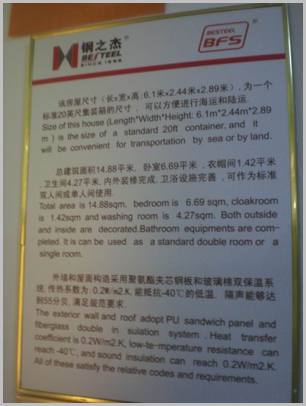 钢之杰
BESTEEL
SINCE 1998
BESTEEL
BFS
该房屋尺寸（长x宽x高:6.1米x2.44米x2.89米）,为一个
标准20英尺集装箱的尺寸，可以方便进行海运和陆运.
Size of this house (Length*Width*Height: 6.1m*2.44m*2.89
m ) is the size of a standard 20ft container, and it
will be convenient for transportation by sea or by land.
总建筑面积14.88平米, 卧室6.69平米 , 衣帽间1.42平米
, 卫生间4.27平米, 内外装修完成, 卫浴设施完善 , 可作为标准
双人间或单人间使用.
Total area is 14.88sqm, bedroom is 6.69 sqm, cloakroom
is 1.42sqm and washing room is 4.27sqm. Both outside
and inside are decorated.Bathroom equipments are com-
pleted. It is can be used as a standard double room or a
single room.
外墙和屋面构造采用聚氨酯夹芯钢板和玻璃棉双保温系
统, 传热系数为:0.2W/m2.K, 能抵抗-40℃的低温, 隔声能够达
到55分贝, 满足规范要求.
The exterior wall and roof adopt PU sandwich panel and
fiberglass double in sulation system . Heat transfer
coefficient is 0.2W/m2.K, low-te-mperature resistance can
reach -40℃, and sound insulation can reach 0.2W/m2.K.
All of these satisfy the relative codes and requirements.